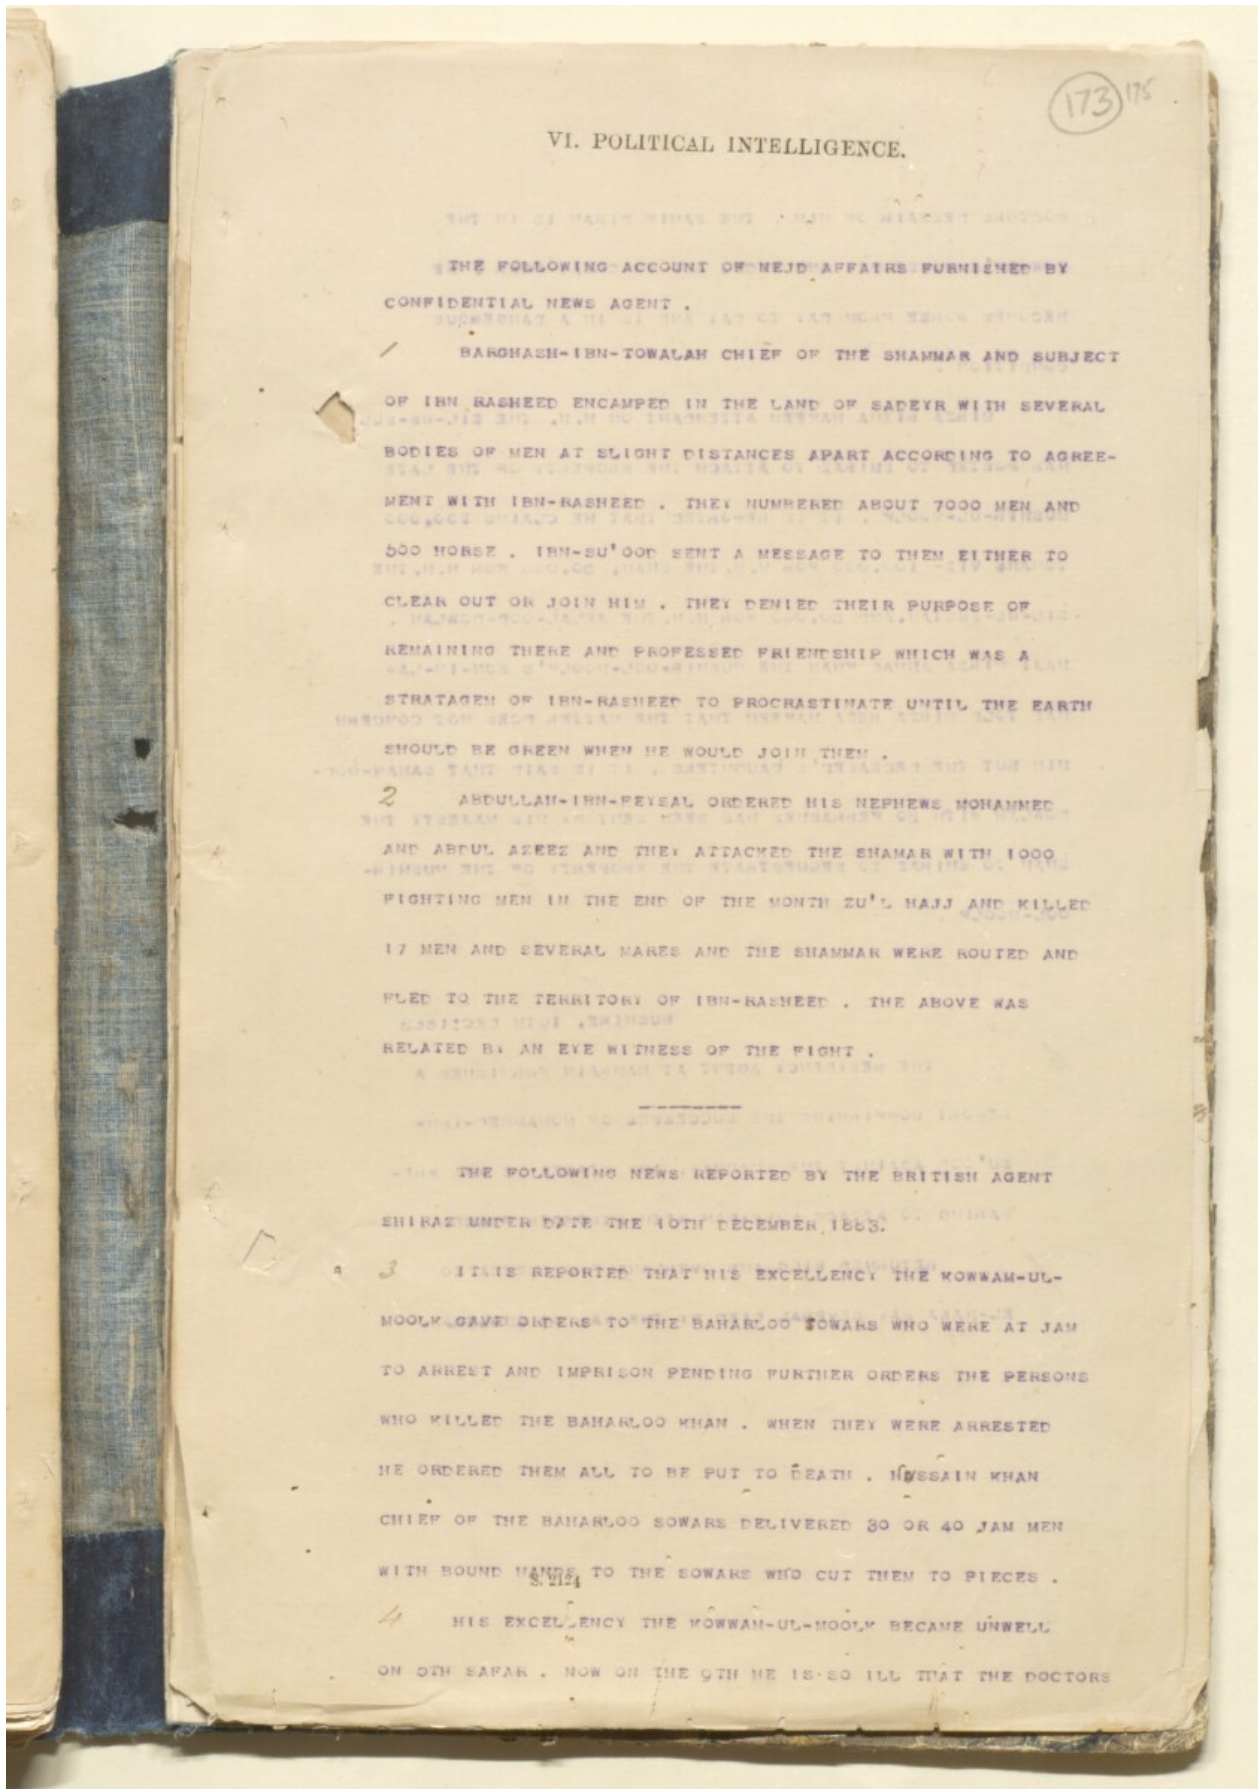 173 175
VI. POLITICAL INTELLIGENCE.
THE FOLLOWING ACCOUNT OF NEJD AFFAIRS FURNISHED BY
CONFIDENTIAL NEWS AGENT .
1 BARGHASH-IBN-TOWALAH CHIEF OF THE SHAMMAR AND SUBJECT
OF IBN RASHEED ENCAMPED IN THE LAND OF SADEYR WITH SEVERAL
BODIES OF MEN AT SLIGHT DISTANCES APART ACCORDING TO AGREE-
MENT WITH IBN-RASHEED . THEY NUMBERED ABOUT 7000 MEN AND
500 HORSE . IBN-SU'OOD SENT A MESSAGE TO THEM EITHER TO
CLEAR OUT OR JOIN HIM . THEY DENIED THEIR PURPOSE OF
REMAINING THERE AND PROFESSED FRIENDSHIP WHICH WAS A
STRATAGEM OF IBN-RASHEED TO PROCRASTINATE UNTIL THE EARTH
SHOULD BE GREEN WHEN HE WOULD JOIN THEM .
2 ABDULLAH-IBN-FEYSAL ORDERED HIS NEPHEWS MOHAMMED
AND ABDUL AZEEZ AND THEY ATTACKED THE SHAMAR WITH 1000
FIGHTING MEN IN THE END OF THE MONTH ZU'L HAJJ AND KILLED
17 MEN AND SEVERAL MARES AND THE SHAMMAR WERE ROUTED AND
FLED TO THE TERRITORY OF IBN-RASHEED . THE ABOVE WAS
RELATED BY AN EYE WITNESS OF THE FIGHT .
THE FOLLOWING NEWS REPORTED BY THE BRITISH AGENT
SHIRAZ UNDER DATE THE 10TH DECEMBER 1883.
3 IT IS REPORTED THAT HIS EXCELLENCY THE KOWWAM-UL-
MOOLK GAVE ORDERS TO THE BAHARLOO SOWARS WHO WERE AT JAM
TO ARREST AND IMPRISON PENDING FURTHER ORDERS THE PERSONS
WHO KILLED THE BAHARLOO KHAN . WHEN THEY WERE ARRESTED
HE ORDERED THEM ALL TO BE PUT TO DEATH . HUSSAIN KHAN
CHIEF OF THE BAHARLOO SOWARS DELIVERED 30 OR 40 JAM MEN
WITH BOUND HANDS TO THE SOWARS WHO CUT THEM TO PIECES .
S. 2124
4 HIS EXCELLENCY THE KOWWAM-UL-MOOLK BECAME UNWELL
ON 5TH SAFAR . NOW ON THE 9TH HE IS SO ILL THAT THE DOCTORS